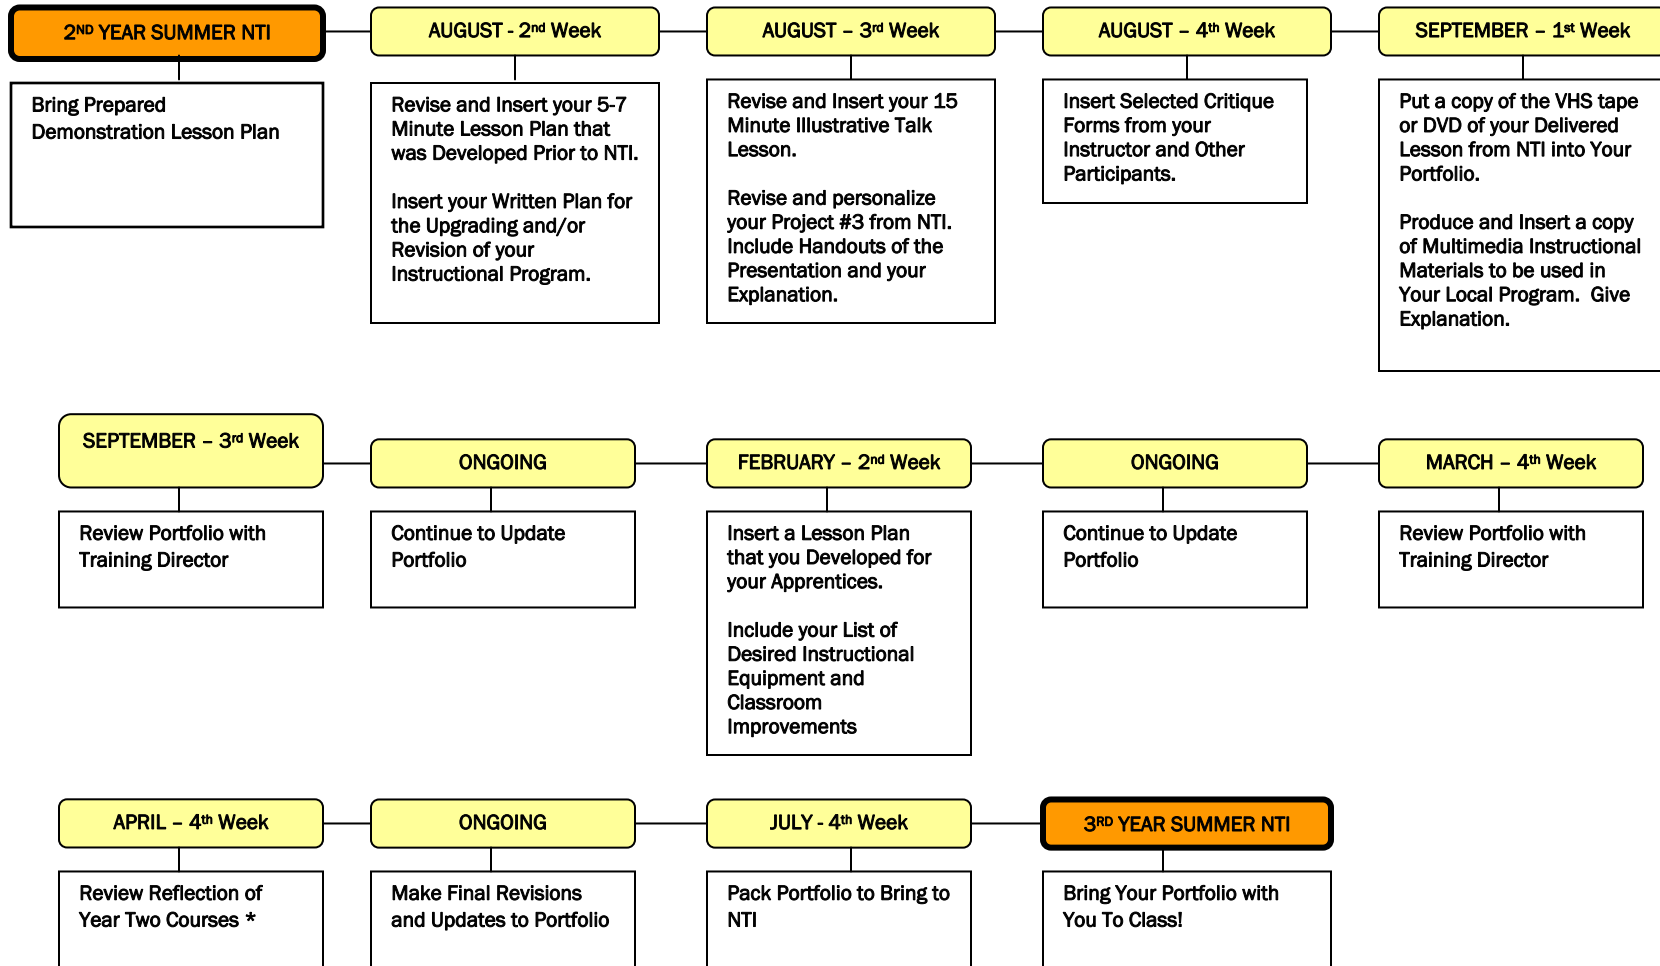 2ND YEAR SUMMER NTI
AUGUST - 2nd Week
AUGUST – 3rd Week
AUGUST – 4th Week
SEPTEMBER – 1st Week
Bring Prepared
Demonstration Lesson Plan
Revise and Insert your 5-7
Minute Lesson Plan that
was Developed Prior to NTI.
Insert your Written Plan for
the Upgrading and/or
Revision of your
Instructional Program.
Revise and Insert your 15
Minute Illustrative Talk
Lesson.
Revise and personalize
your Project #3 from NTI.
Include Handouts of the
Presentation and your
Explanation.
Insert Selected Critique
Forms from your
Instructor and Other
Participants.
Put a copy of the VHS tape
or DVD of your Delivered
Lesson from NTI into Your
Portfolio.
Produce and Insert a copy
of Multimedia Instructional
Materials to be used in
Your Local Program.  Give
Explanation.
SEPTEMBER – 3rd Week
ONGOING
FEBRUARY – 2nd Week
ONGOING
MARCH – 4th Week
Review Portfolio with
Training Director
Continue to Update
Portfolio
Insert a Lesson Plan
that you Developed for
your Apprentices.
Include your List of
Desired Instructional
Equipment and
Classroom
Improvements
Continue to Update
Portfolio
Review Portfolio with
Training Director
APRIL – 4th Week
ONGOING
JULY - 4th Week
3RD YEAR SUMMER NTI
Review Reflection of
Year Two Courses *
Make Final Revisions
and Updates to Portfolio
Pack Portfolio to Bring to
NTI
Bring Your Portfolio with
You To Class!